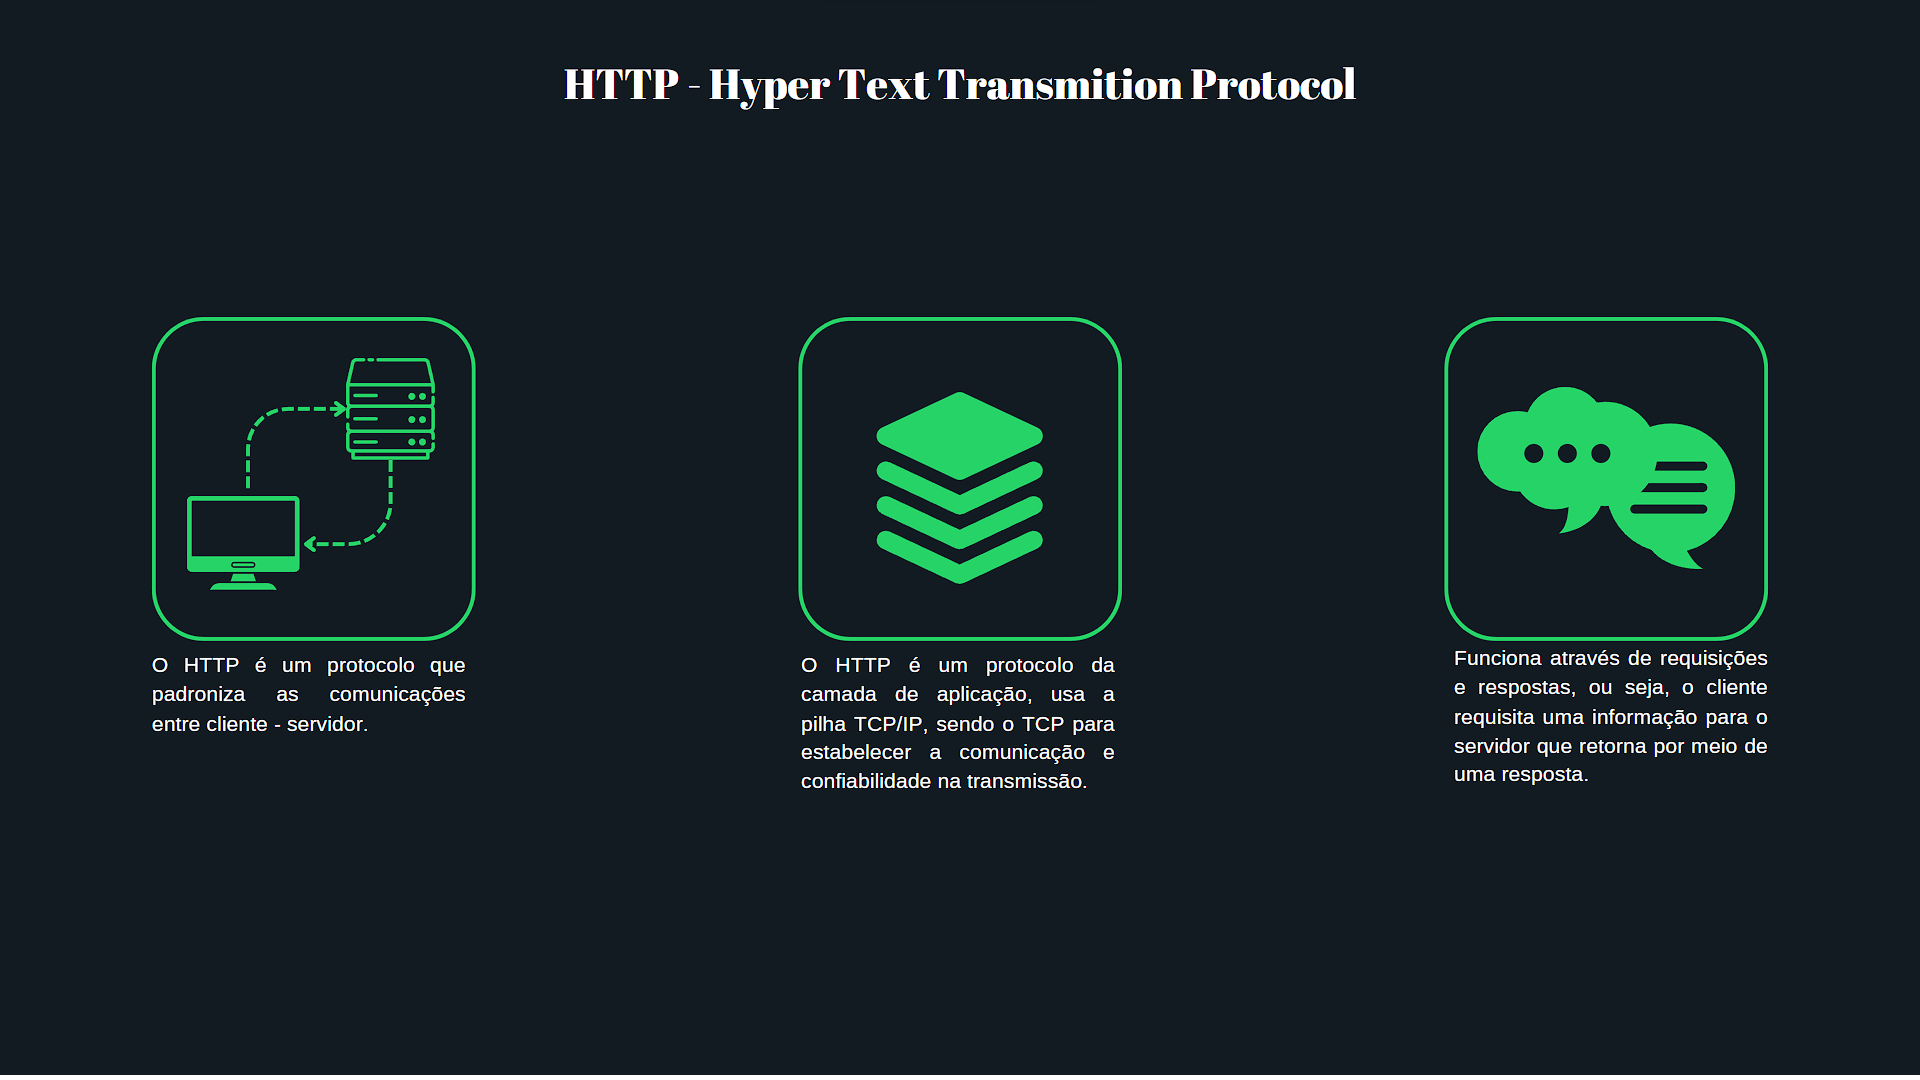 HTTP - Hyper Text Transmition Protocol
O HTTP é um protocolo que
padroniza as comunicações
entre cliente - servidor.
O HTTP é um protocolo da
camada de aplicação, usa a
pilha TCP/IP, sendo o TCP para
estabelecer a comunicação e
confiabilidade na transmissão.
Funciona através de requisições
e respostas, ou seja, o cliente
requisita uma informação para o
servidor que retorna por meio de
uma resposta.